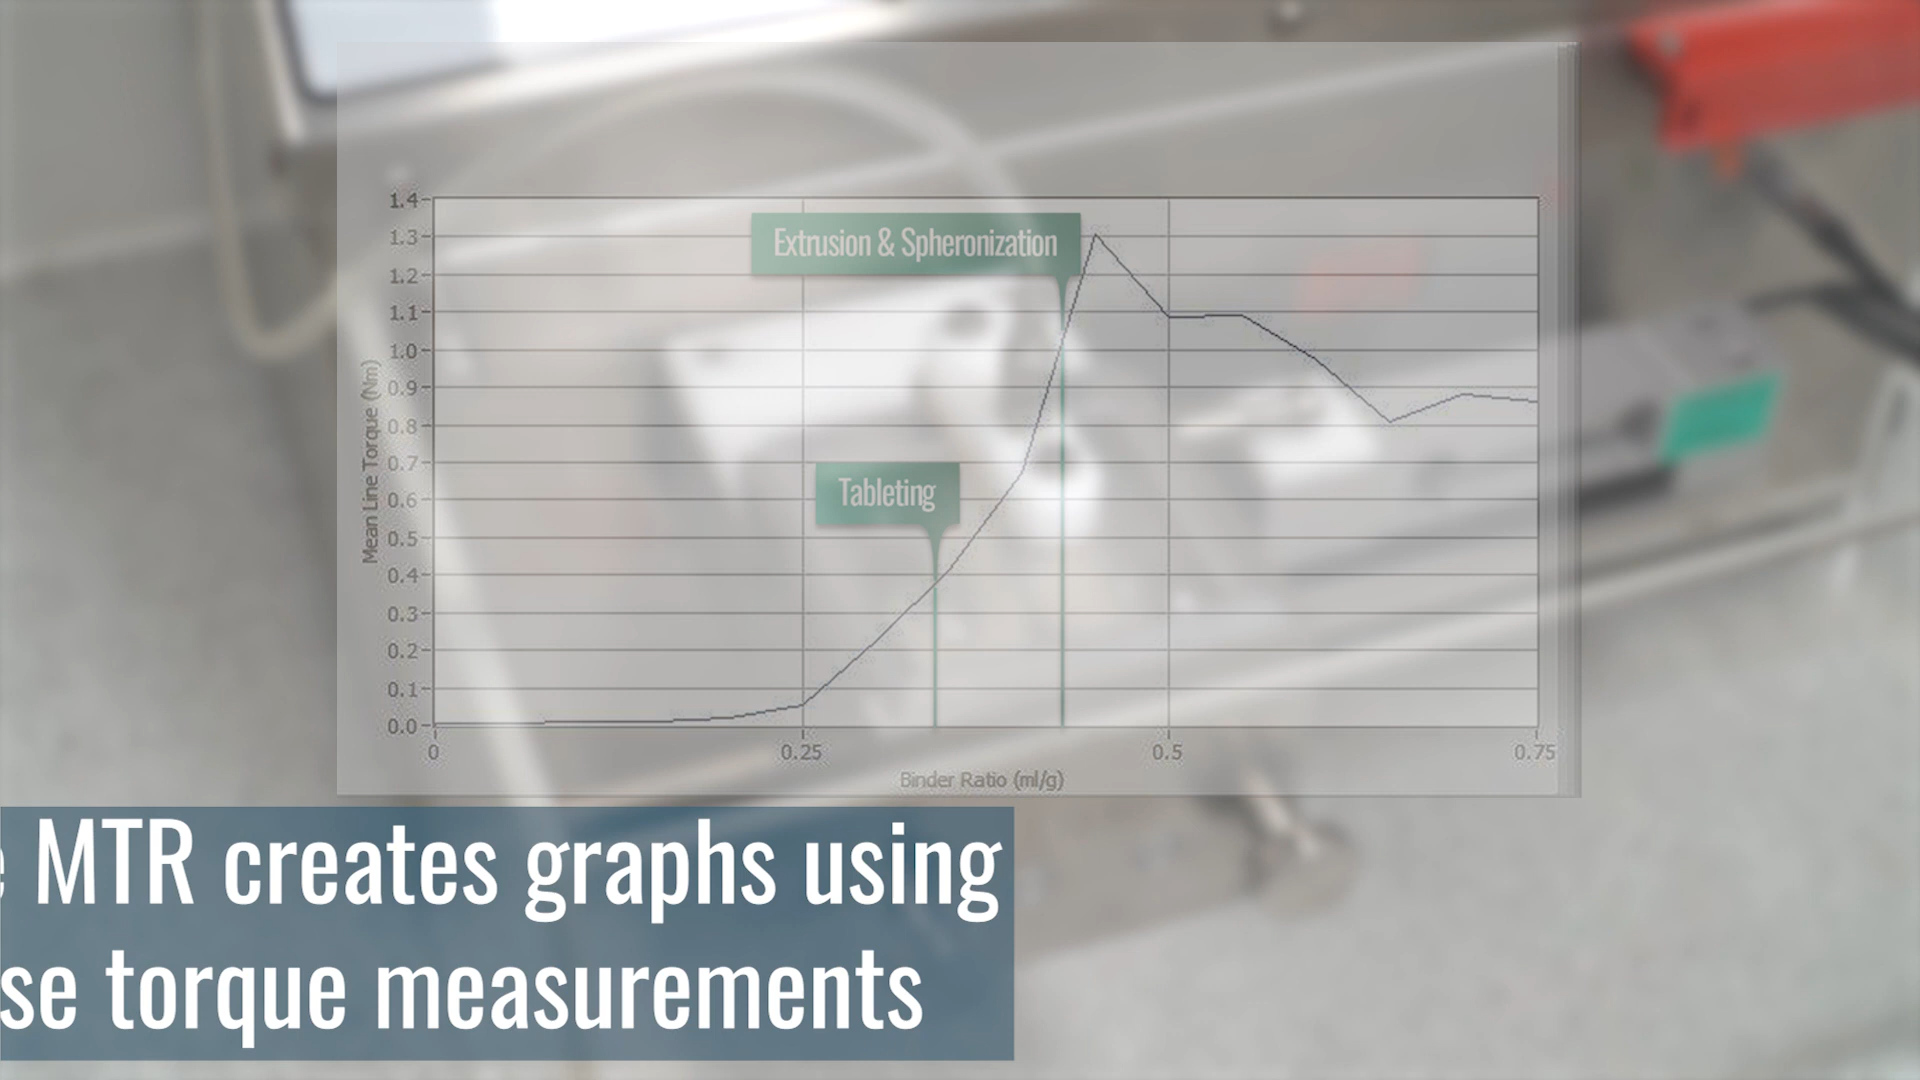 1.4
Extrusion & Spheronization
1.3
1.2
1.1
1.0
0.9
0.8
0.7
Tableting
0.6
0.5
0.4
0.3
0.2
0.1
0.0
Mean Line Torque (Nm)
0 0.25 0.5 0.75
Binder Ratio (ml/g)
e MTR creates graphs using
se torque measurements